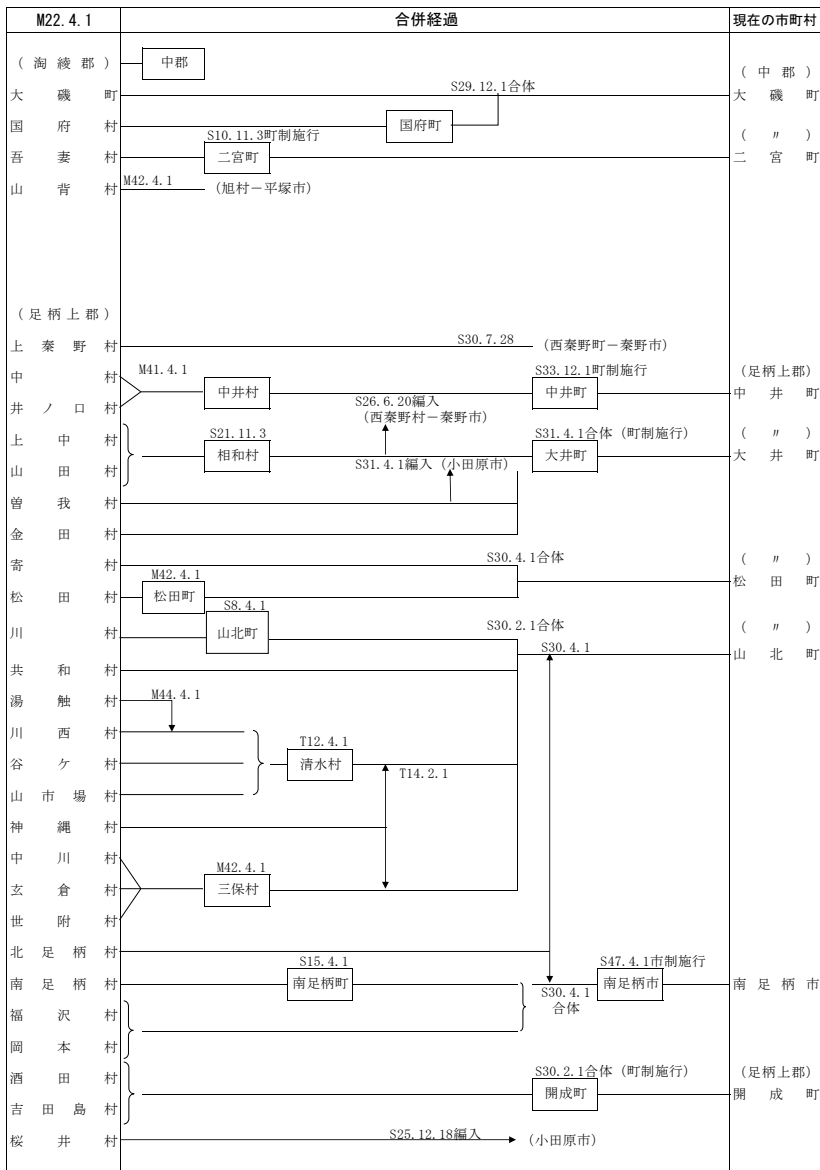 M22.4.1 合併経過 現在の市町村
(淘綾郡) 中郡
(中郡)
S29.12.1合体
大磯町 大磯町
国府村 国府町
S10.11.3町制施行 (〃)
吾妻村 二宮町 二宮町
M42.4.1
山背村 (旭村－平塚市)
(足柄上郡)
S30.7.28
上秦野村 (西秦野町－秦野市)
中村 M41.4.1 S33.12.1町制施行 (足柄上郡)
中井村 中井町 中井町
井ノ口村 S26.6.20編入
(西秦野村－秦野市)
上中村 S21.11.3 S31.4.1合体(町制施行) (〃)
相和村 大井町 大井町
山田村 S31.4.1編入(小田原市)
曽我村
金田村
寄村 S30.4.1合体 (〃)
M42.4.1 松田町
松田村 松田町
S8.4.1
川村 山北町 S30.2.1合体 (〃)
S30.4.1 山北町
共和村
湯触村 M44.4.1
川西村
T12.4.1
谷ケ村 清水村 T14.2.1
山市場村
神縄村
中川村
M42.4.1
玄倉村 三保村
世附村
北足柄村
S15.4.1 S47.4.1市制施行
南足柄村 南足柄町 南足柄市 南足柄市
S30.4.1
合体
福沢村
岡本村
酒田村 S30.2.1合体(町制施行) (足柄上郡)
開成町 開成町
吉田島村
S25.12.18編入
桜井村 (小田原市)